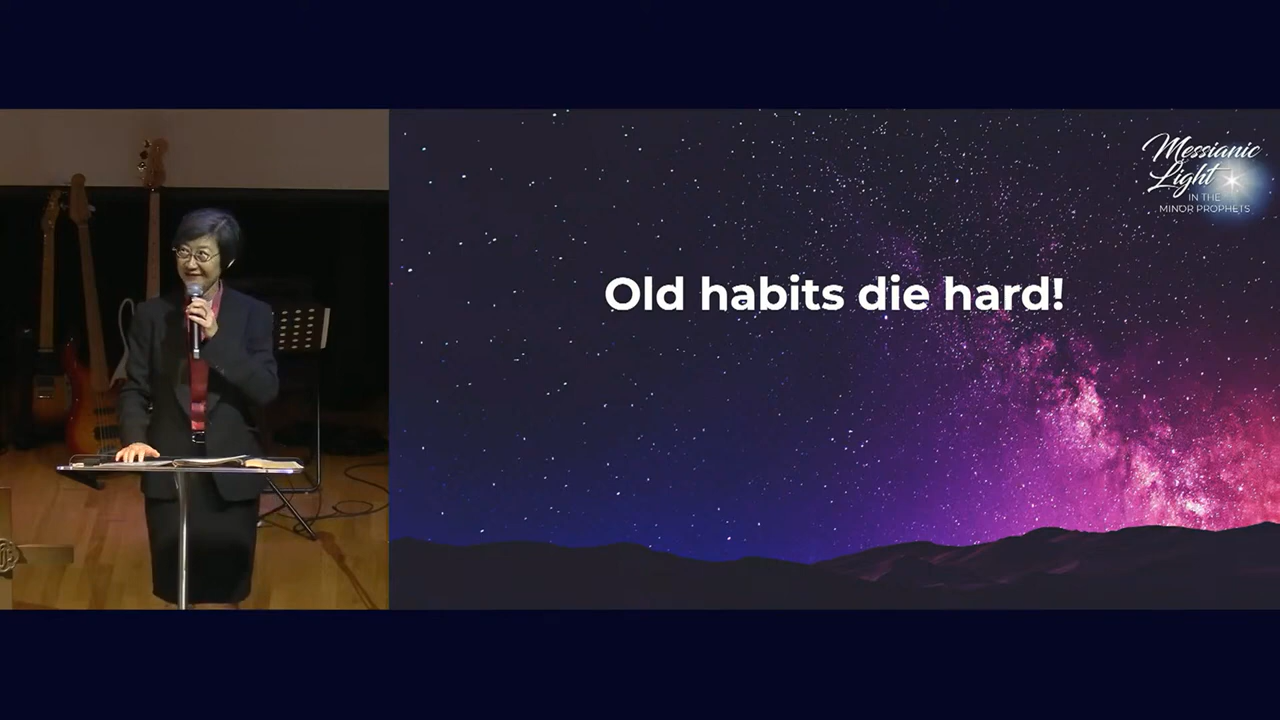 Messianic
Light
IN THE
MINOR PROPHETS
Old habits die hard!